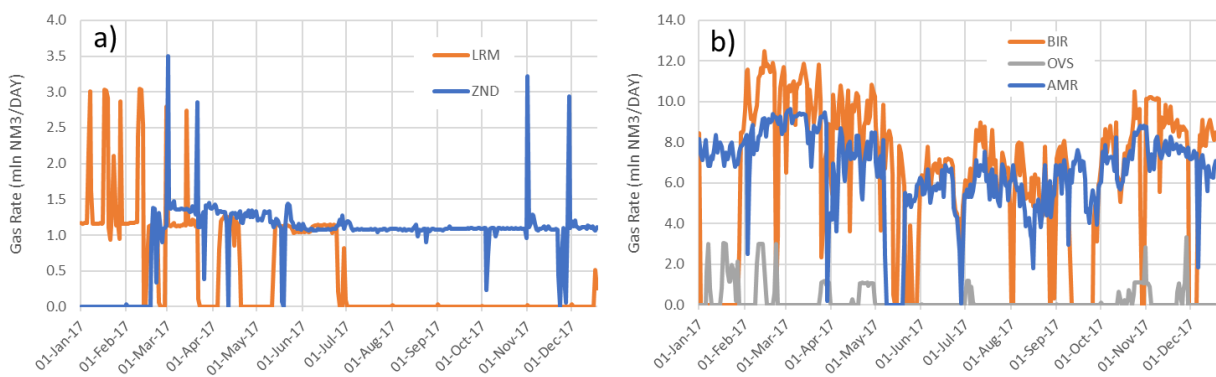 a)
Gas Rate (mln NM3/DAY)
4.0
3.5
3.0
2.5
2.0
1.5
1.0
0.5
0.0
LRM
ZND
01-Jan-17
01-Feb-17
01-Mar-17
01-Apr-17
01-May-17
01-Jun-17
01-Jul-17
01-Aug-17
01-Sep-17
01-Oct-17
01-Nov-17
01-Dec-17
b)
Gas Rate (mln NM3/DAY)
14.0
12.0
10.0
8.0
6.0
4.0
2.0
0.0
BIR
OVS
AMR
01-Jan-17
01-Feb-17
01-Mar-17
01-Apr-17
01-May-17
01-Jun-17
01-Jul-17
01-Aug-17
01-Sep-17
01-Oct-17
01-Nov-17
01-Dec-17